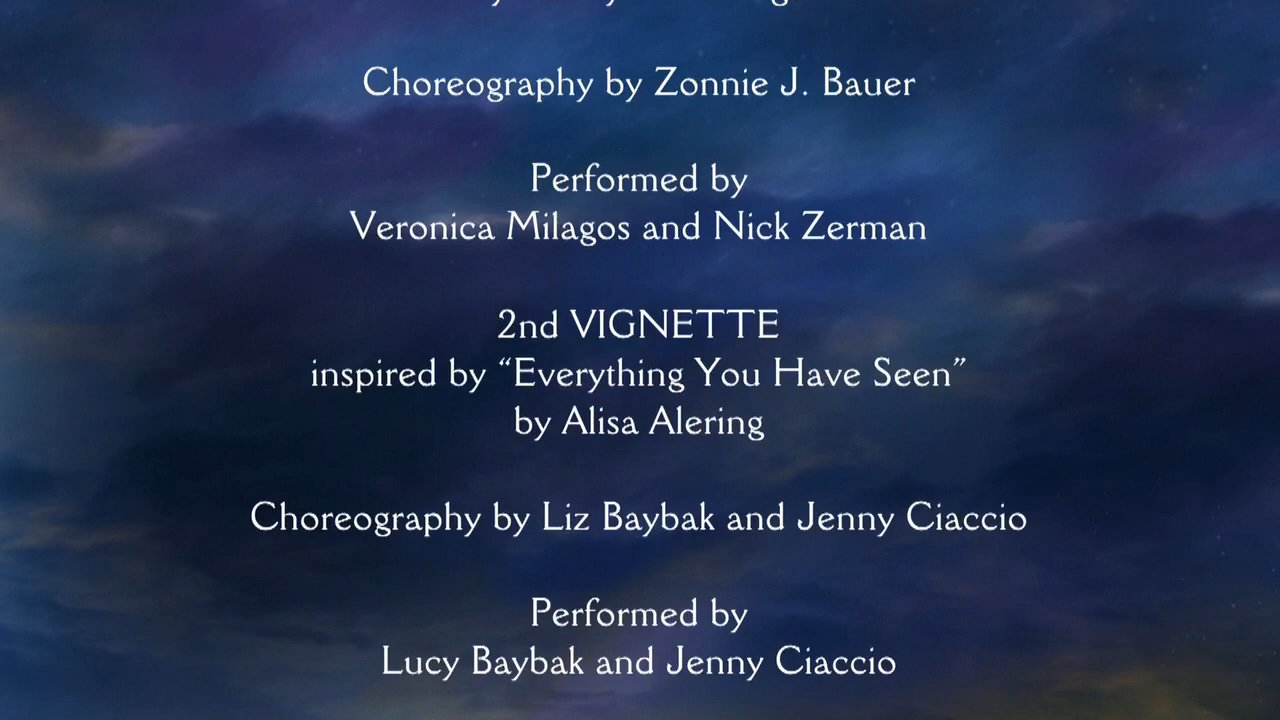 Choreography by Zonnie J. Bauer
Performed by
Veronica Milagos and Nick Zerman
2nd VIGNETTE
inspired by “Everything You Have Seen”
by Alisa Alering
Choreography by Liz Baybak and Jenny Ciaccio
Performed by
Lucy Baybak and Jenny Ciaccio